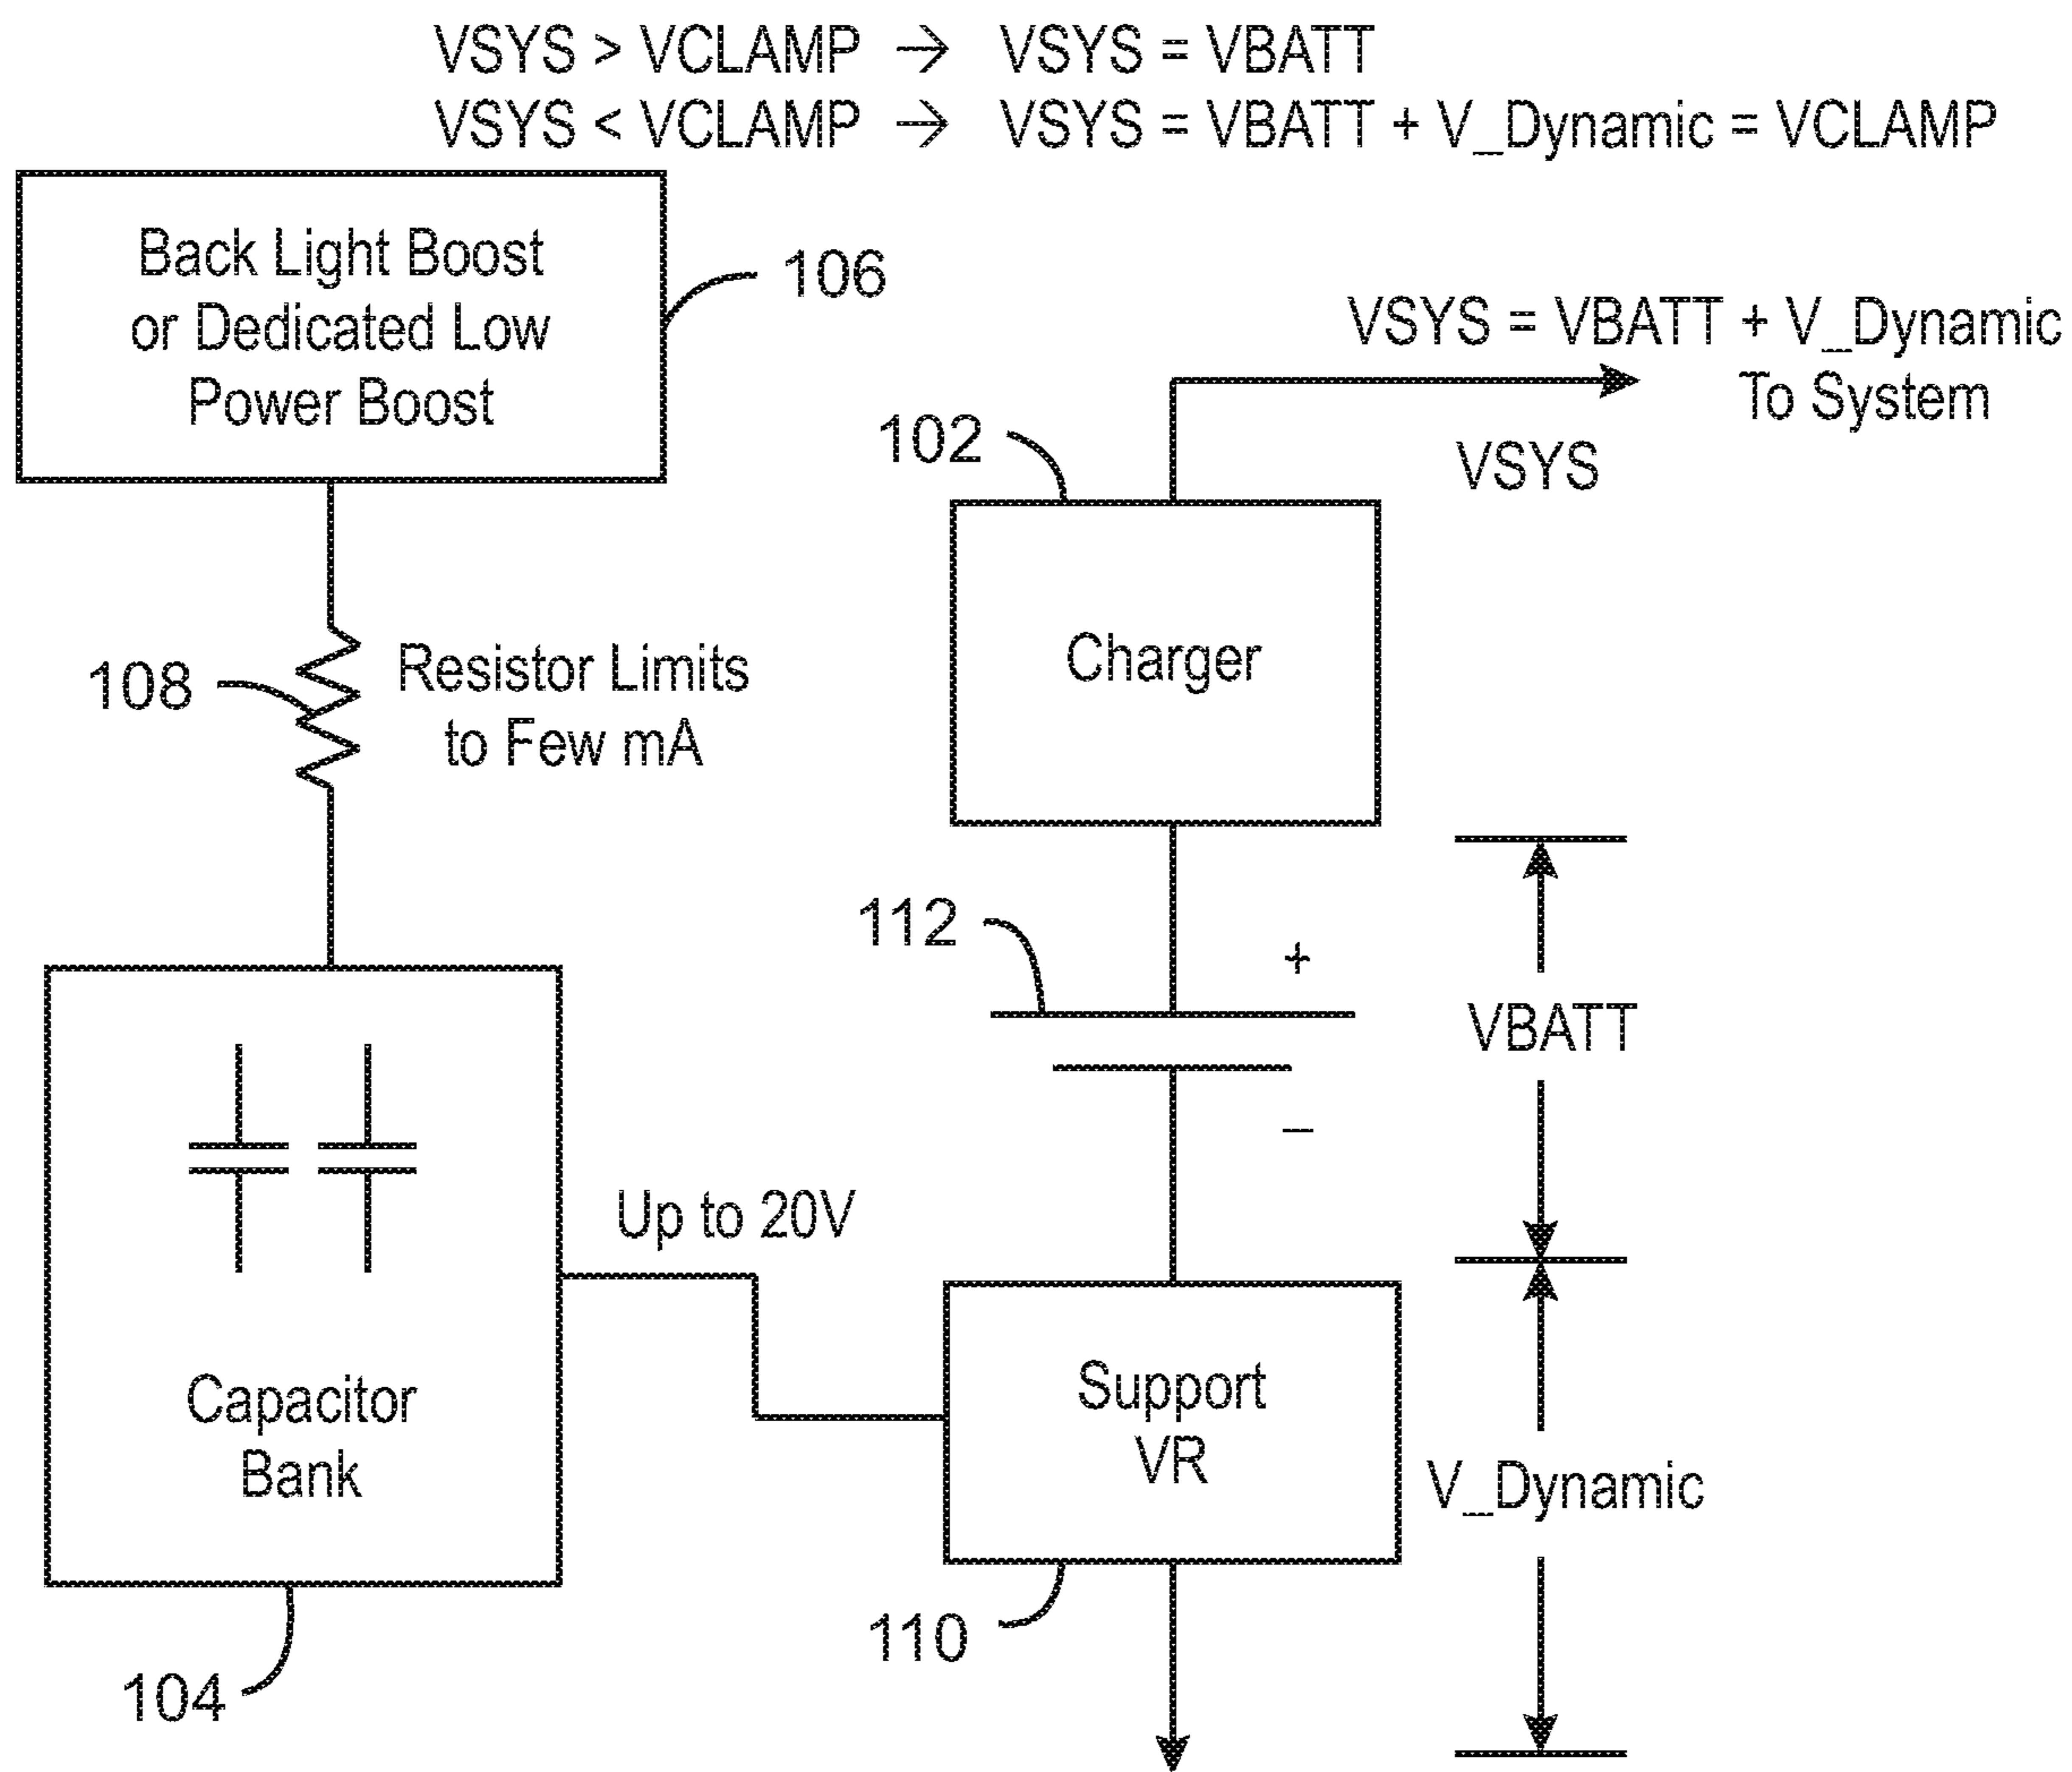 VSYS > VCLAMP → VSYS = VBATT
VSYS < VCLAMP → VSYS = VBATT + V_Dynamic = VCLAMP
Back Light Boost
or Dedicated Low
Power Boost
106
VSYS = VBATT + V_Dynamic
To System
VSYS
102
Charger
108
Resistor Limits
to Few mA
112
+
–
VBATT
Up to 20V
Capacitor
Bank
Support
VR
V_Dynamic
110
104